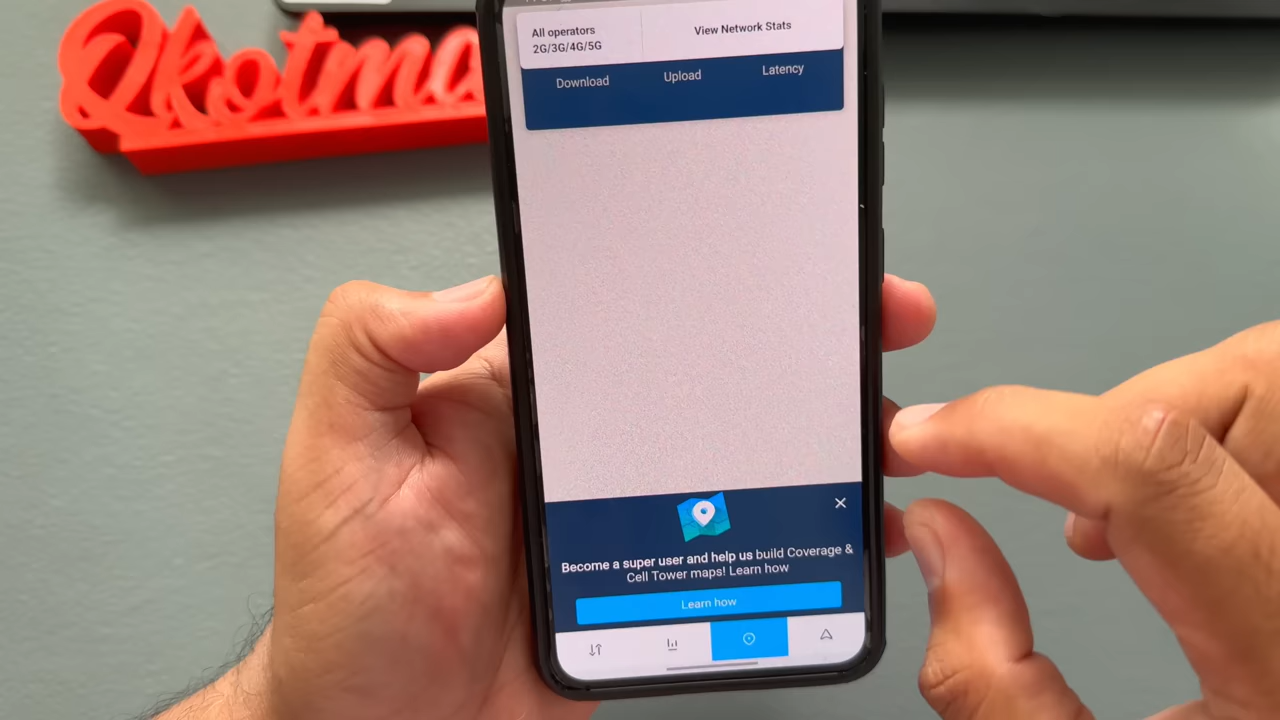 Qkotma
All operators
2G/3G/4G/5G
View Network Stats
Download
Upload
Latency
Become a super user and help us build Coverage &
Cell Tower maps! Learn how
Learn how